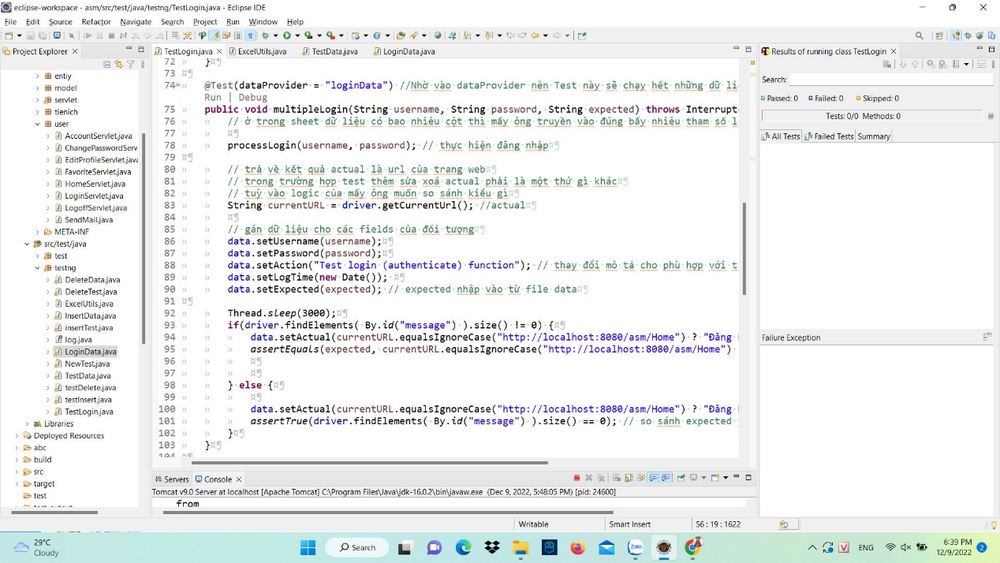 eclipse-workspace - asm/src/test/java/testng/TestLogin.java - Eclipse IDE
File Edit Source Refactor Navigate Search Project Run Window Help
Project Explorer
entiy
model
servlet
tienich
user
AccountServlet.java
ChangePasswordServ
EditProfileServlet.java
FavoriteServlet.java
HomeServlet.java
LoginServlet.java
LogoffServlet.java
SendMail.java
META-INF
src/test/java
test
testng
DeleteData.java
DeleteTest.java
ExcelUtils.java
InsertData.java
insertTest.java
log.java
LoginData.java
NewTest.java
TestData.java
testDelete.java
testInsert.java
TestLogin.java
Libraries
Deployed Resources
abc
build
src
target
test
TestLogin.java ExcelUtils.java TestData.java LoginData.java
72 }
73
74 @Test(dataProvider = "loginData") //Nhờ vào dataProvider nên Test này sẽ chạy hết những dữ li
Run | Debug
75 public void multipleLogin(String username, String password, String expected) throws Interrupt
76 // ở trong sheet dữ liệu có bao nhiêu cột thì mấy ông truyền vào đúng bấy nhiêu tham số l
77
78 processLogin(username, password); // thực hiện đăng nhập
79
80 // trả về kết quả actual là url của trang web
81 // trong trường hợp test thêm sửa xoá actual phải là một thứ gì khác
82 // tuỳ vào logic của mấy ông muốn so sánh kiểu gì
83 String currentURL = driver.getCurrentUrl(); //actual
84
85 // gán dữ liệu cho các fields của đối tượng
86 data.setUsername(username);
87 data.setPassword(password);
88 data.setAction("Test login (authenticate) function"); // thay đổi mô tả cho phù hợp với t
89 data.setLogTime(new Date());
90 data.setExpected(expected); // expected nhập vào từ file data
91
92 Thread.sleep(3000);
93 if(driver.findElements( By.id("message") ).size() != 0) {
94 data.setActual(currentURL.equalsIgnoreCase("http://localhost:8080/asm/Home") ? "Đăng
95 assertEquals(expected, currentURL.equalsIgnoreCase("http://localhost:8080/asm/Home")
96
97
98 } else {
99
100 data.setActual(currentURL.equalsIgnoreCase("http://localhost:8080/asm/Home") ? "Đăng
101 assertTrue(driver.findElements( By.id("message") ).size() == 0); // so sánh expected
102 }
103 }
104
Servers Console
Tomcat v9.0 Server at localhost [Apache Tomcat] C:\Program Files\Java\jdk-16.0.2\bin\javaw.exe (Dec 9, 2022, 5:48:05 PM) [pid: 24600]
from
Results of running class TestLogin
Search:
Passed: 0 Failed: 0 Skipped: 0
Tests: 0/0 Methods: 0
All Tests Failed Tests Summary
Failure Exception
Writable Smart Insert 56 : 19 : 1622
29°C
Cloudy
Search
Zalo
ENG
6:39 PM
12/9/2022
2